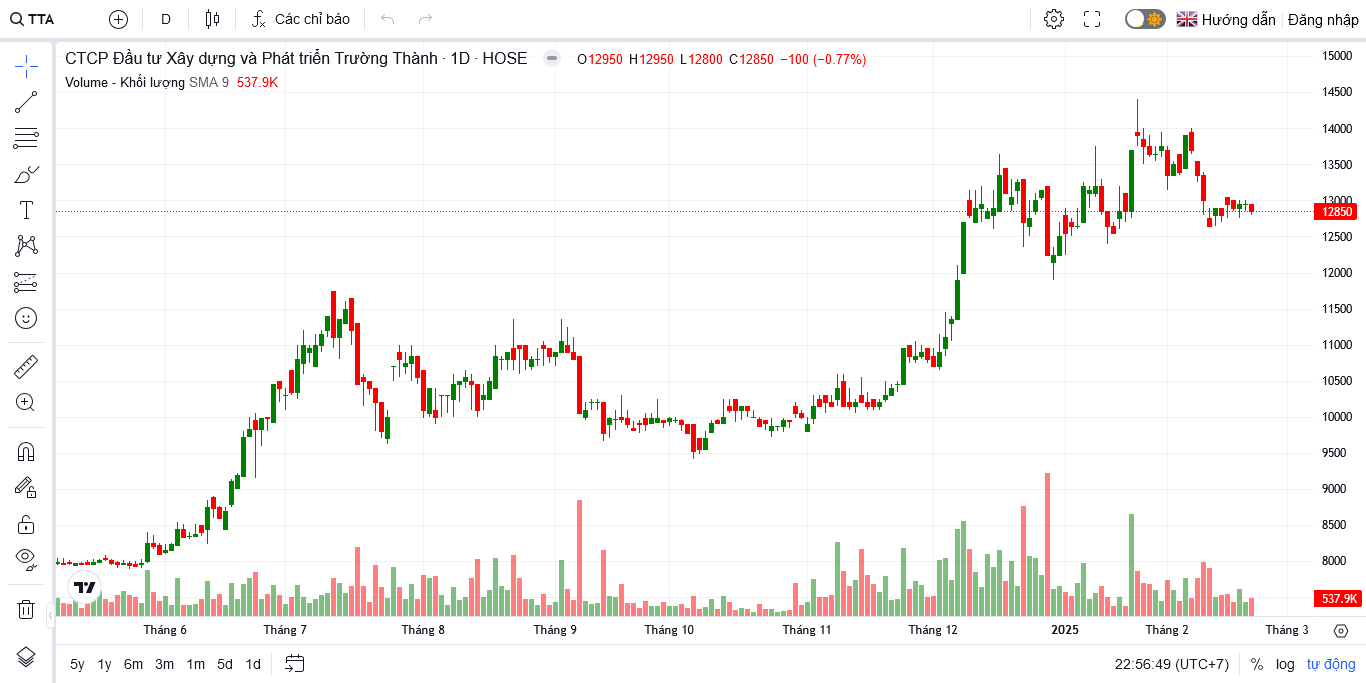 TTA D Các chỉ báo Hướng dẫn Đăng nhập
CTCP Đầu tư Xây dựng và Phát triển Trường Thành · 1D · HOSE O12950 H12950 L12800 C12850 −100 (−0.77%)
Volume - Khối lượng SMA 9 537.9K
15000
14500
14000
13500
13000
12850
12500
12000
11500
11000
10500
10000
9500
9000
8500
8000
537.9K
Tháng 6 Tháng 7 Tháng 8 Tháng 9 Tháng 10 Tháng 11 Tháng 12 2025 Tháng 2 Tháng 3
5y 1y 6m 3m 1m 5d 1d 22:56:49 (UTC+7) % log tự động